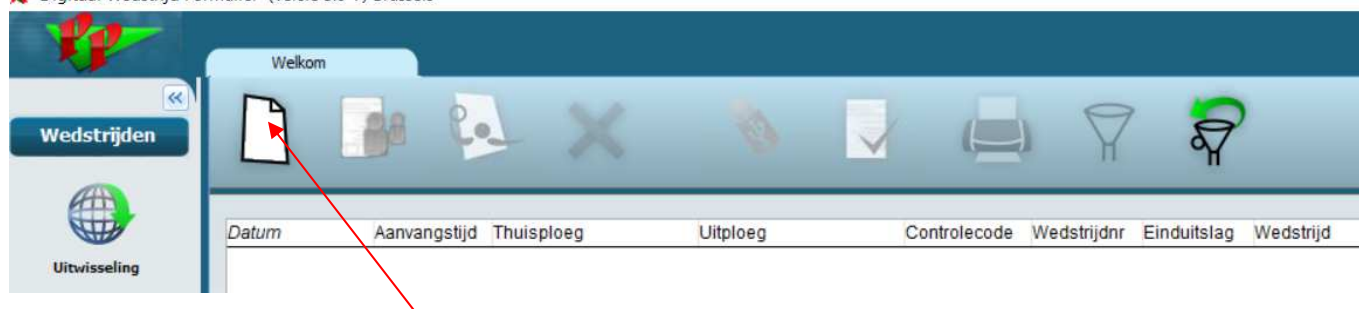 Welkom
Wedstrijden
Uitwisseling
Datum Aanvangstijd Thuisploeg Uitploeg Controlecode Wedstrijdnr Einduitslag Wedstrijd